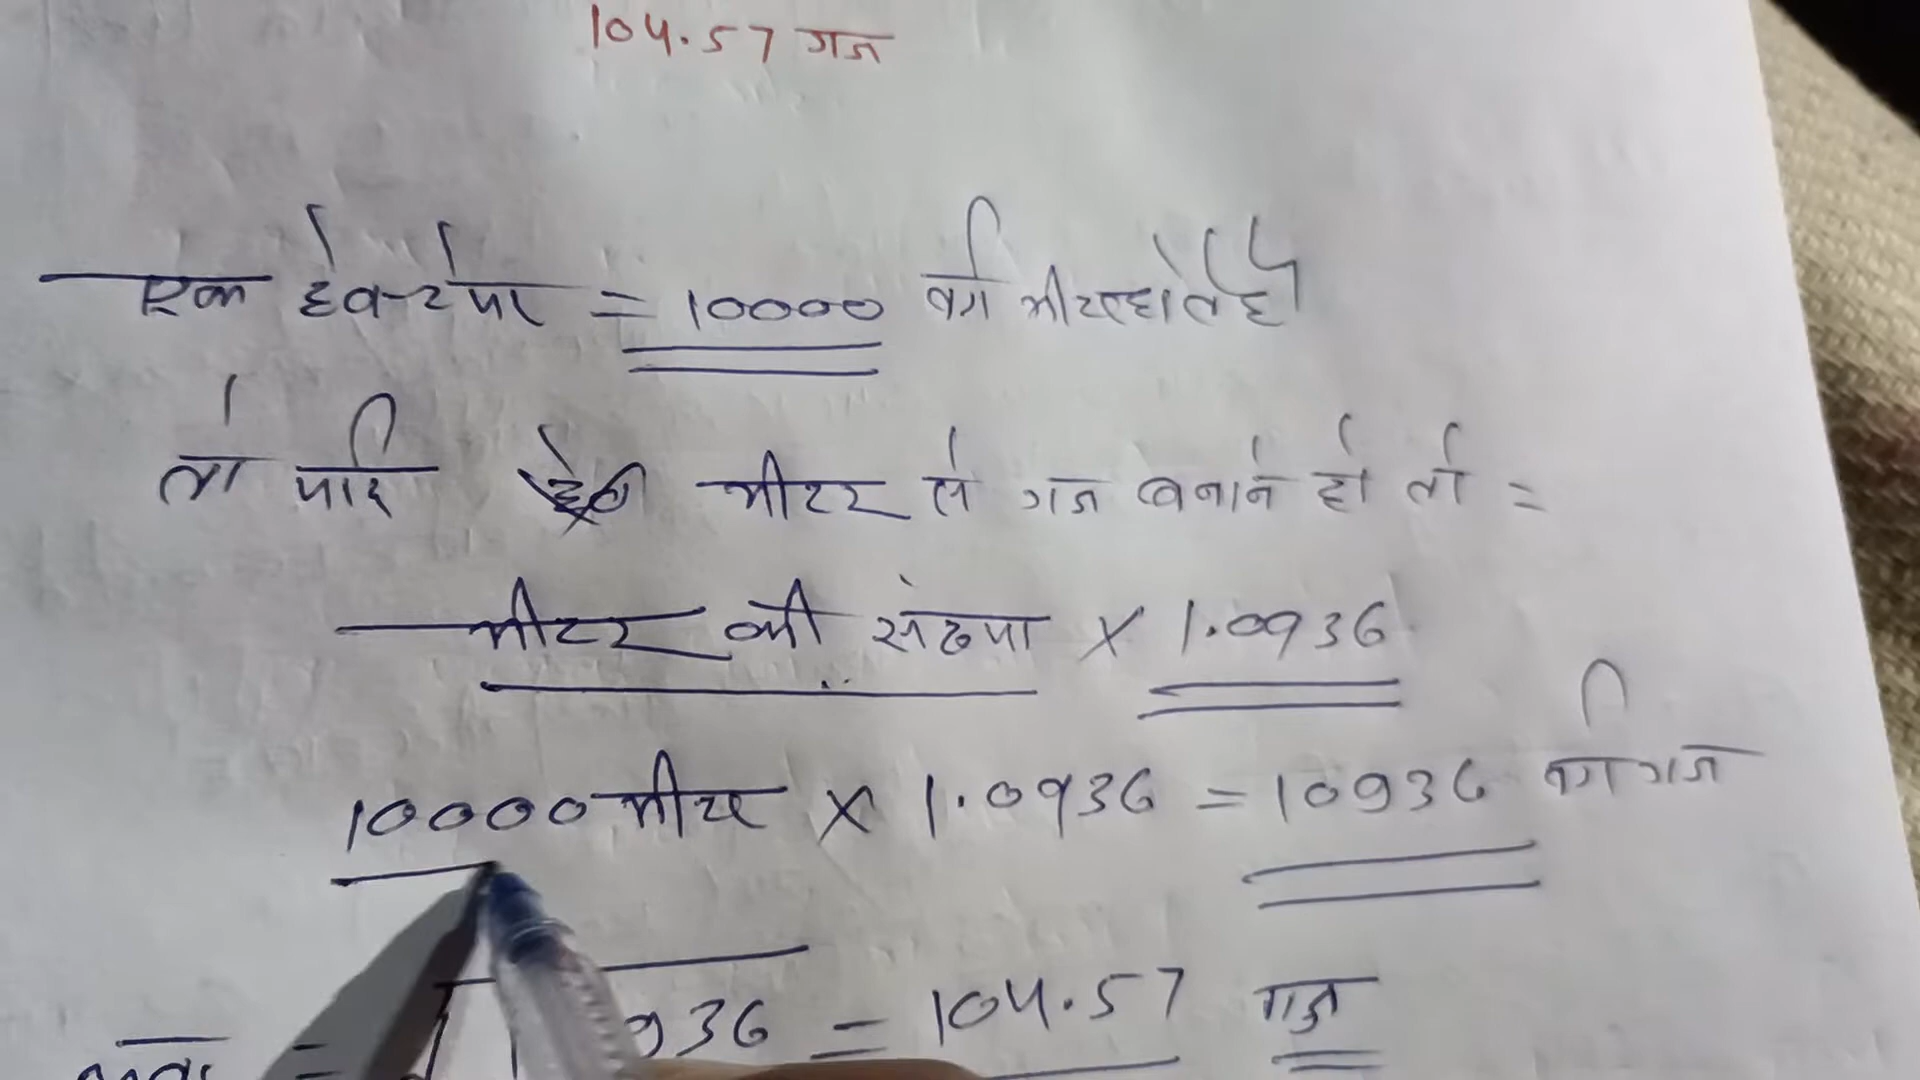 104.57 गज
एक हेक्टेयर = 10000 वर्ग मीटर होते है
तो यदि मीटर से गज बनाने हो तो =
मीटर की संख्या × 1.0936
10000 मीटर × 1.0936 = 10936 वर्ग गज
936 = 104.57 गज